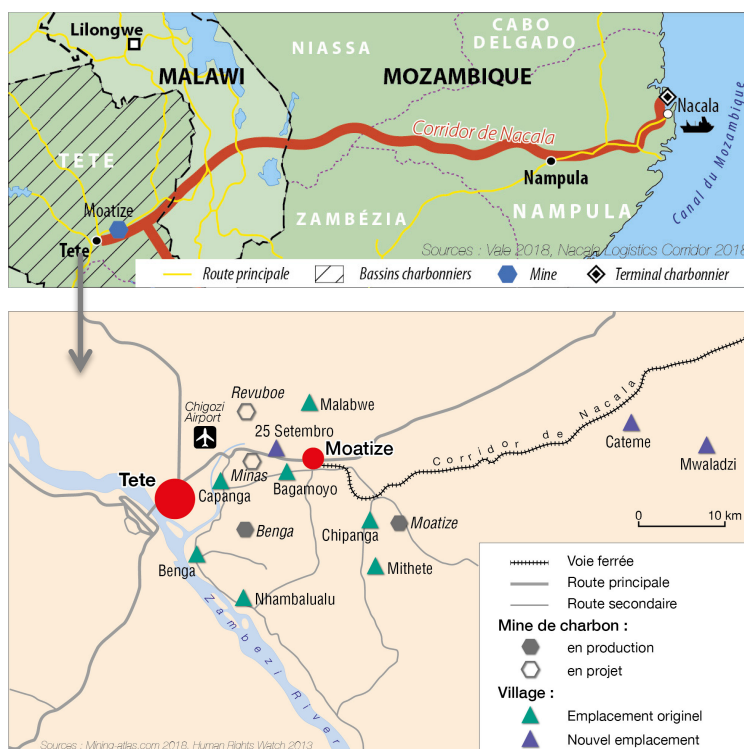 Lilongwe
MALAWI
NIASSA
CABO
DELGADO
MOZAMBIQUE
Nacala
Corridor de Nacala
TETE
Moatize
Tete
Nampula
ZAMBÉZIA
NAMPULA
Canal du Mozambique
Sources : Vale 2018, Nacala Logistics Corridor 2018
Route principale
Bassins charbonniers
Mine
Terminal charbonnier
Revuboe
Chigozi
Airport
Malabwe
25 Setembro
Moatize
Corridor de Nacala
Cateme
Mwaladzi
Tete
Minas
Capanga
Bagamoyo
0 10 km
Benga
Chipanga
Moatize
Benga
Mithete
Nhambalualu
Zambezi River
Voie ferrée
Route principale
Route secondaire
Mine de charbon :
en production
en projet
Village :
Emplacement originel
Nouvel emplacement
Sources : Mining-atlas.com 2018, Human Rights Watch 2013